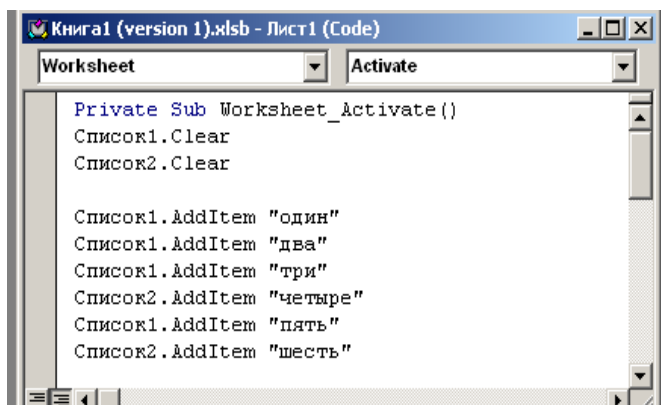 Книга1 (version 1).xlsb - Лист1 (Code)
Worksheet Activate
Private Sub Worksheet_Activate()
Список1.Clear
Список2.Clear
Список1.AddItem "один"
Список1.AddItem "два"
Список1.AddItem "три"
Список2.AddItem "четыре"
Список1.AddItem "пять"
Список2.AddItem "шесть"